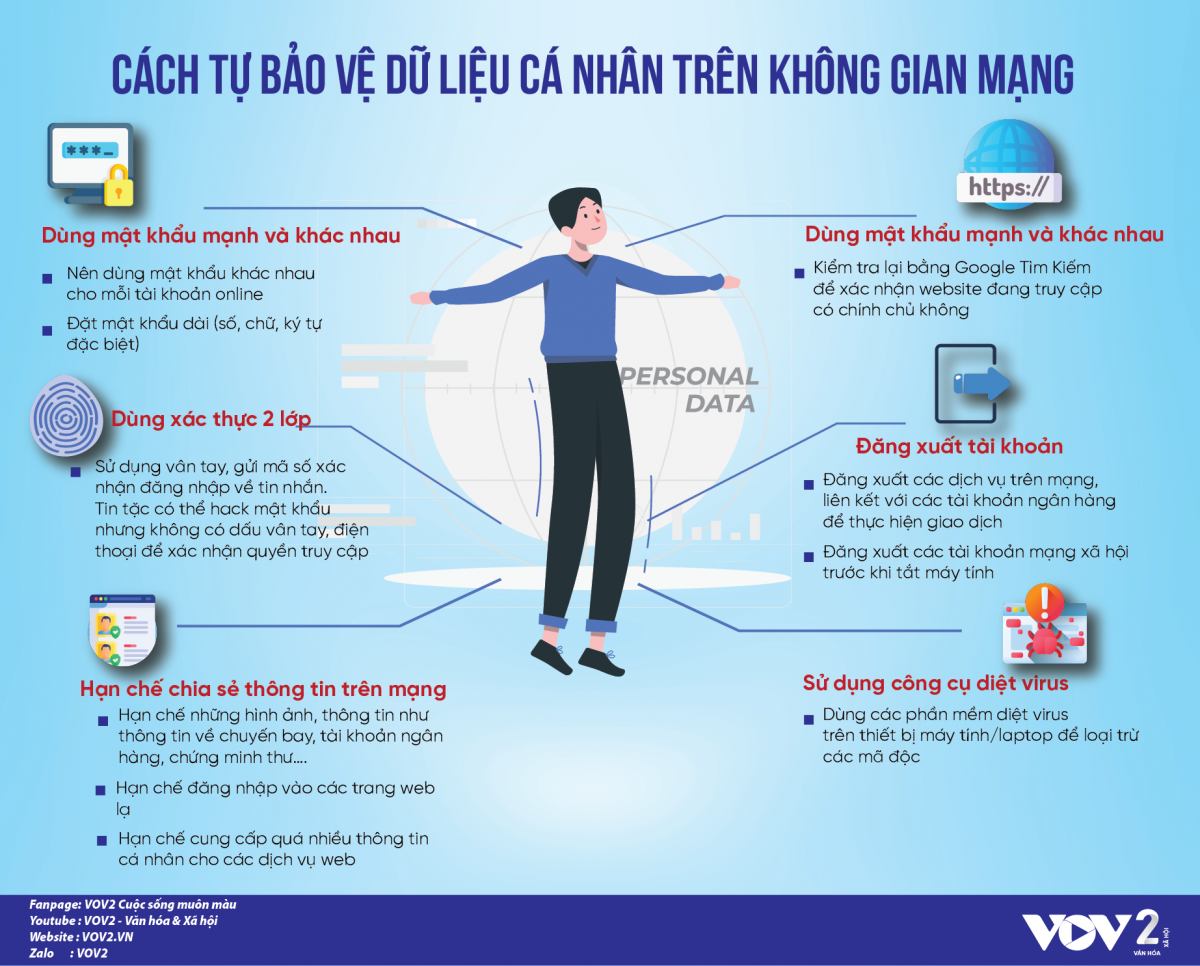 CÁCH TỰ BẢO VỆ DỮ LIỆU CÁ NHÂN TRÊN KHÔNG GIAN MẠNG
***_
Dùng mật khẩu mạnh và khác nhau
Nên dùng mật khẩu khác nhau
cho mỗi tài khoản online
Đặt mật khẩu dài (số, chữ, ký tự
đặc biệt)
Dùng xác thực 2 lớp
Sử dụng vân tay, gửi mã số xác
nhận đăng nhập về tin nhắn.
Tin tặc có thể hack mật khẩu
nhưng không có dấu vân tay, điện
thoại để xác nhận quyền truy cập
Hạn chế chia sẻ thông tin trên mạng
Hạn chế những hình ảnh, thông tin như
thông tin về chuyến bay, tài khoản ngân
hàng, chứng minh thư....
Hạn chế đăng nhập vào các trang web
lạ
Hạn chế cung cấp quá nhiều thông tin
cá nhân cho các dịch vụ web
PERSONAL
DATA
https://
Dùng mật khẩu mạnh và khác nhau
Kiểm tra lại bằng Google Tìm Kiếm
để xác nhận website đang truy cập
có chính chủ không
Đăng xuất tài khoản
Đăng xuất các dịch vụ trên mạng,
liên kết với các tài khoản ngân hàng
để thực hiện giao dịch
Đăng xuất các tài khoản mạng xã hội
trước khi tắt máy tính
!
Sử dụng công cụ diệt virus
Dùng các phần mềm diệt virus
trên thiết bị máy tính/laptop để loại trừ
các mã độc
Fanpage: VOV2 Cuộc sống muôn màu
Youtube : VOV2 - Văn hóa & Xã hội
Website : VOV2.VN
Zalo : VOV2
VOV2
VĂN HÓA
XÃ HỘI